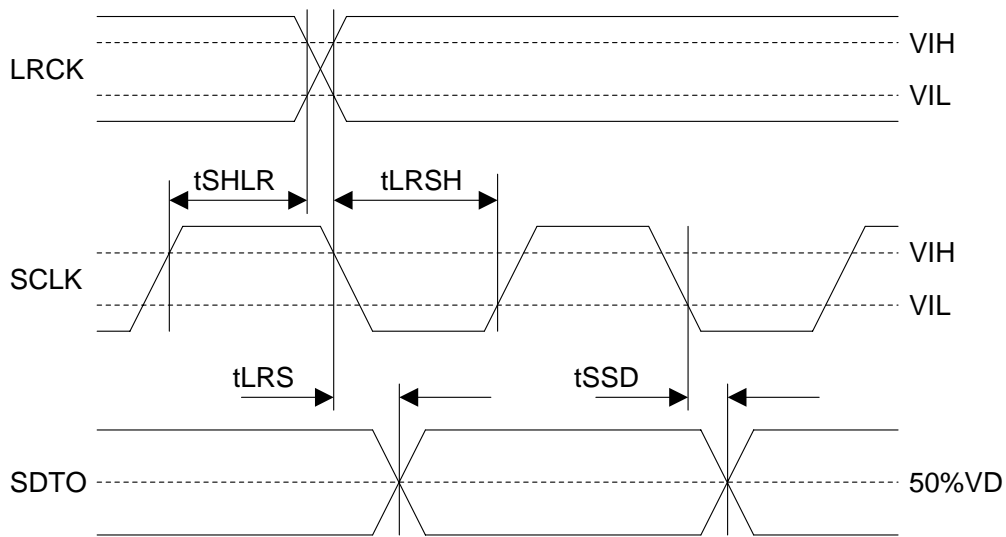 LRCK
VIH
VIL
tSHLR
tLRSH
SCLK
VIH
VIL
tLRS
tSSD
SDTO
50%VD